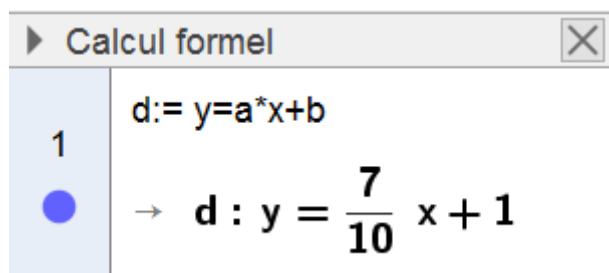 Calcul formel
1
d:= y=a*x+b
→ d : y = 7/10 x + 1